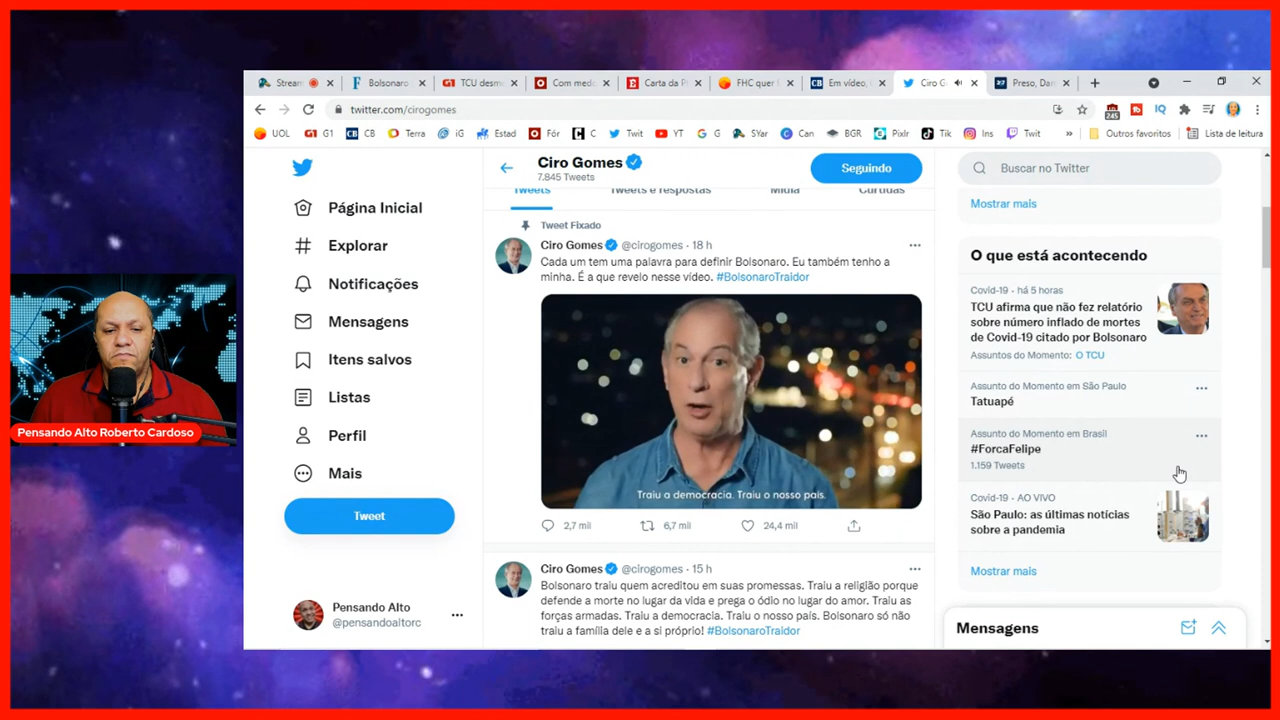 Stream
Bolsonaro
TCU desm
Com med
Carta da P
FHC quer f
Em vídeo,
Ciro G
Preso, Dan
twitter.com/cirogomes
245
UOL
G1
CB
Terra
iG
Estad
Fór
C
Twit
YT
G
SYar
Can
BGR
Pixlr
Tik
Ins
Twit
»
Outros favoritos
Lista de leitura
Página Inicial
Explorar
Notificações
Mensagens
Itens salvos
Listas
Perfil
Mais
Tweet
Pensando Alto
@pensandoaltorc
Ciro Gomes
7.845 Tweets
Seguindo
Tweets
Tweets e respostas
Mídia
Curtidas
Tweet Fixado
Ciro Gomes @cirogomes · 18 h
Cada um tem uma palavra para definir Bolsonaro. Eu também tenho a
minha. É a que revelo nesse vídeo. #BolsonaroTraidor
Traiu a democracia. Traiu o nosso país.
2,7 mil
6,7 mil
24,4 mil
Ciro Gomes @cirogomes · 15 h
Bolsonaro traiu quem acreditou em suas promessas. Traiu a religião porque
defende a morte no lugar da vida e prega o ódio no lugar do amor. Traiu as
forças armadas. Traiu a democracia. Traiu o nosso país. Bolsonaro só não
traiu a família dele e a si próprio! #BolsonaroTraidor
Buscar no Twitter
Mostrar mais
O que está acontecendo
Covid-19 · há 5 horas
TCU afirma que não fez relatório
sobre número inflado de mortes
de Covid-19 citado por Bolsonaro
Assuntos do Momento: O TCU
Assunto do Momento em São Paulo
Tatuapé
Assunto do Momento em Brasil
#ForcaFelipe
1.159 Tweets
Covid-19 · AO VIVO
São Paulo: as últimas notícias
sobre a pandemia
Mostrar mais
Mensagens
Pensando Alto Roberto Cardoso